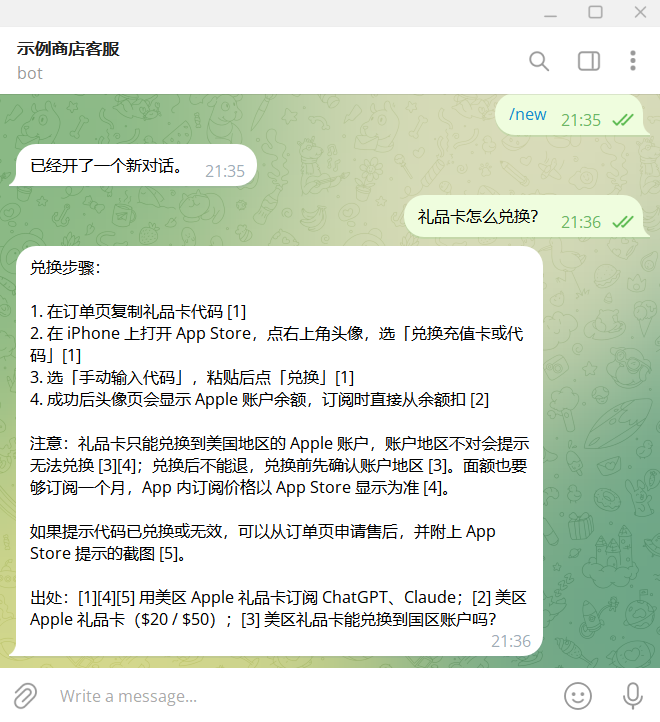 示例商店客服
bot
/new 21:35
已经开了一个新对话。 21:35
礼品卡怎么兑换? 21:36
兑换步骤：
1. 在订单页复制礼品卡代码 [1]
2. 在 iPhone 上打开 App Store，点右上角头像，选「兑换充值卡或代
码」[1]
3. 选「手动输入代码」，粘贴后点「兑换」[1]
4. 成功后头像页会显示 Apple 账户余额，订阅时直接从余额扣 [2]
注意：礼品卡只能兑换到美国地区的 Apple 账户，账户地区不对会提示
无法兑换 [3][4]；兑换后不能退，兑换前先确认账户地区 [3]。面额也要
够订阅一个月，App 内订阅价格以 App Store 显示为准 [4]。
如果提示代码已兑换或无效，可以从订单页申请售后，并附上 App
Store 提示的截图 [5]。
出处：[1][4][5] 用美区 Apple 礼品卡订阅 ChatGPT、Claude；[2] 美区
Apple 礼品卡（$20 / $50）；[3] 美区礼品卡能兑换到国区账户吗？
21:36
Write a message...